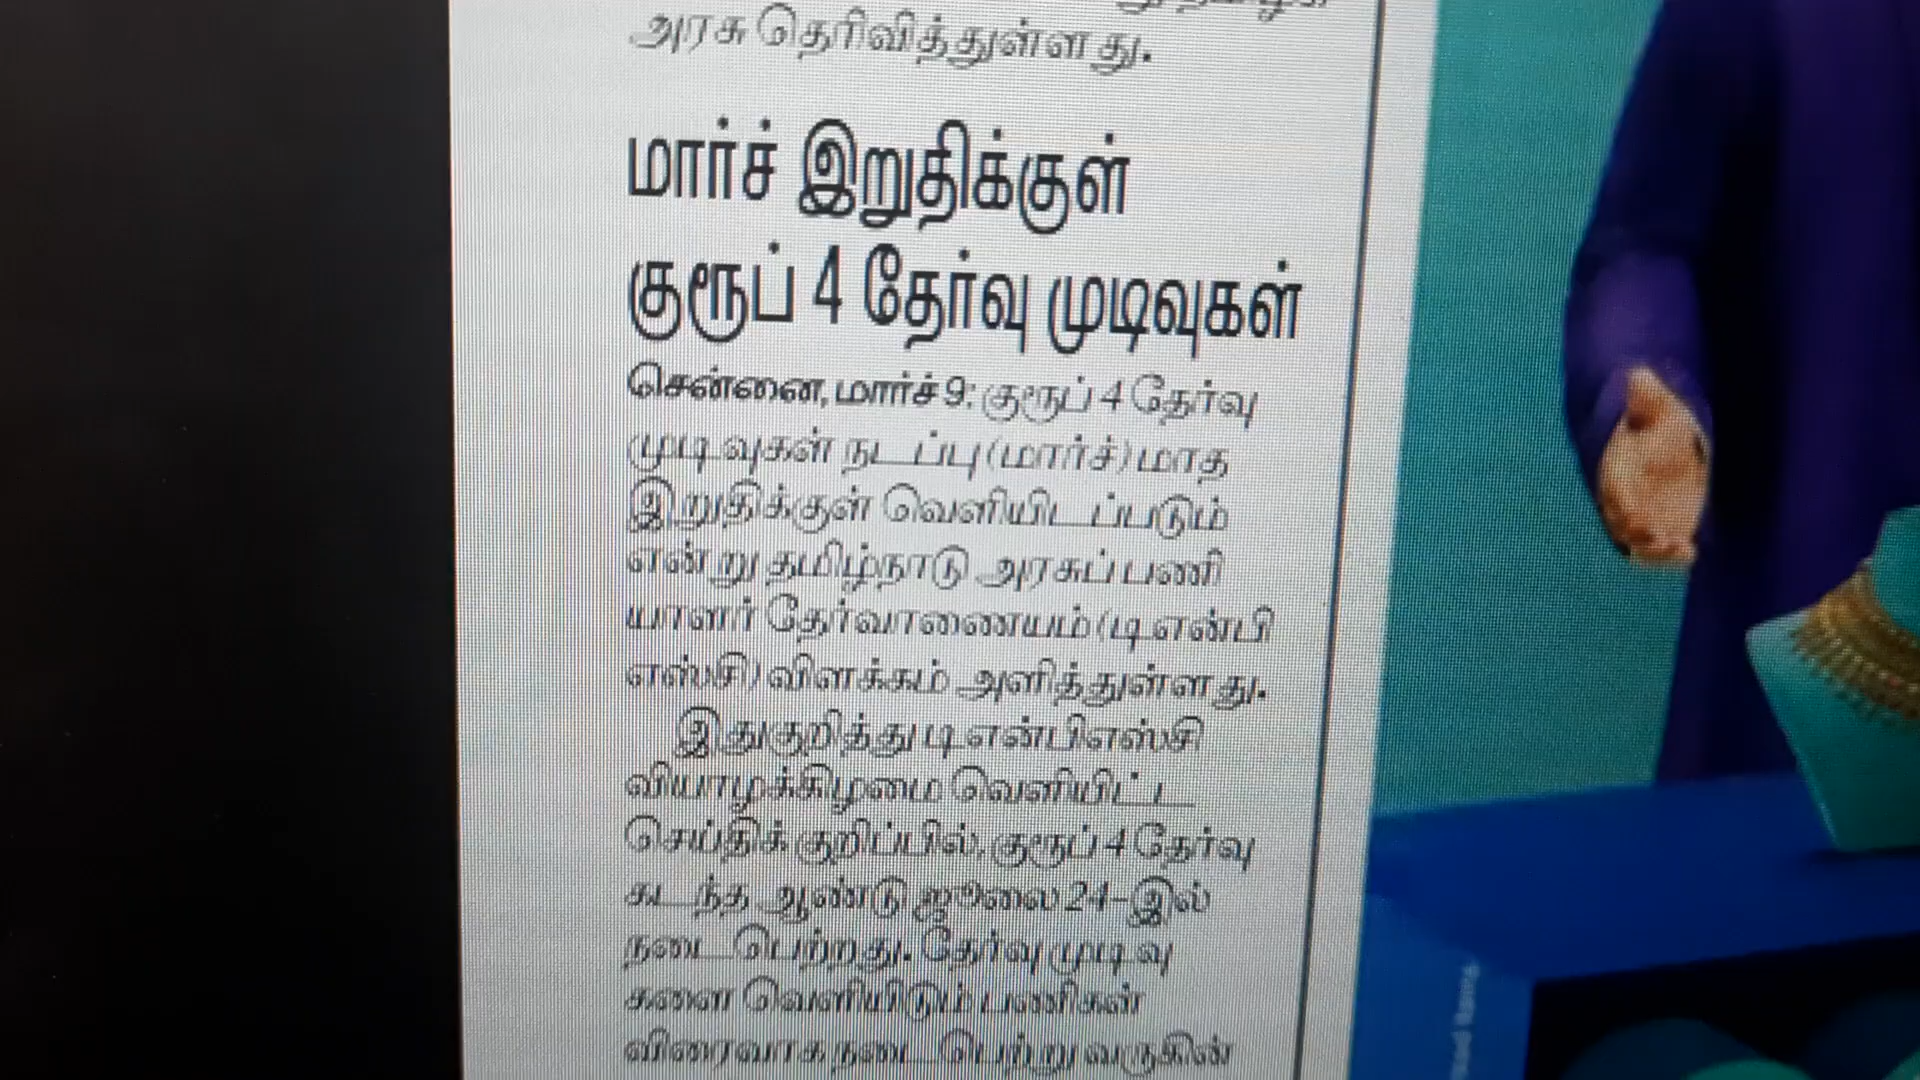 அரசு தெரிவித்துள்ளது.
மார்ச் இறுதிக்குள்
குரூப் 4 தேர்வு முடிவுகள்
சென்னை, மார்ச் 9: குரூப் 4 தேர்வு
முடிவுகள் நடப்பு (மார்ச்) மாத
இறுதிக்குள் வெளியிடப்படும்
என்று தமிழ்நாடு அரசுப் பணி
யாளர் தேர்வாணையம் (டிஎன்பி
எஸ்சி) விளக்கம் அளித்துள்ளது.
இதுகுறித்து டிஎன்பிஎஸ்சி
வியாழக்கிழமை வெளியிட்ட
செய்திக் குறிப்பில், குரூப் 4 தேர்வு
கடந்த ஆண்டு ஜூலை 24-இல்
நடைபெற்றது. தேர்வு முடிவு
களை வெளியிடும் பணிகள்
விரைவாக நடைபெற்று வருகின்